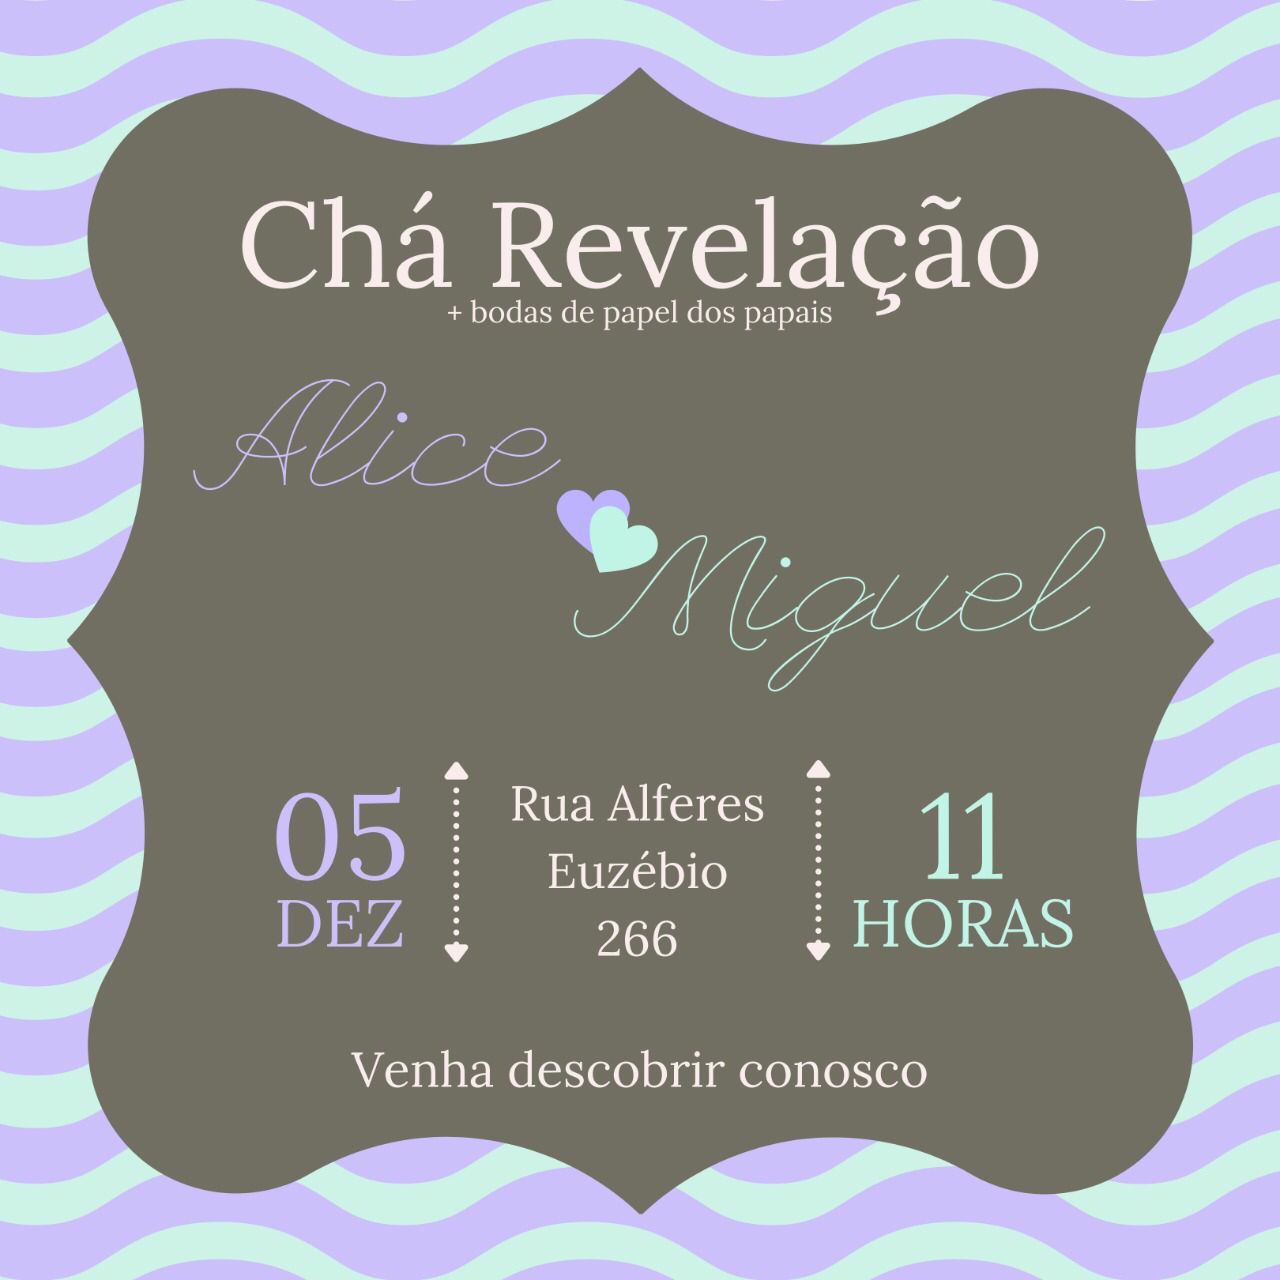 Chá Revelação
+ bodas de papel dos papais
Alice
Miguel
05
DEZ
Rua Alferes
Euzébio
266
11
HORAS
Venha descobrir conosco